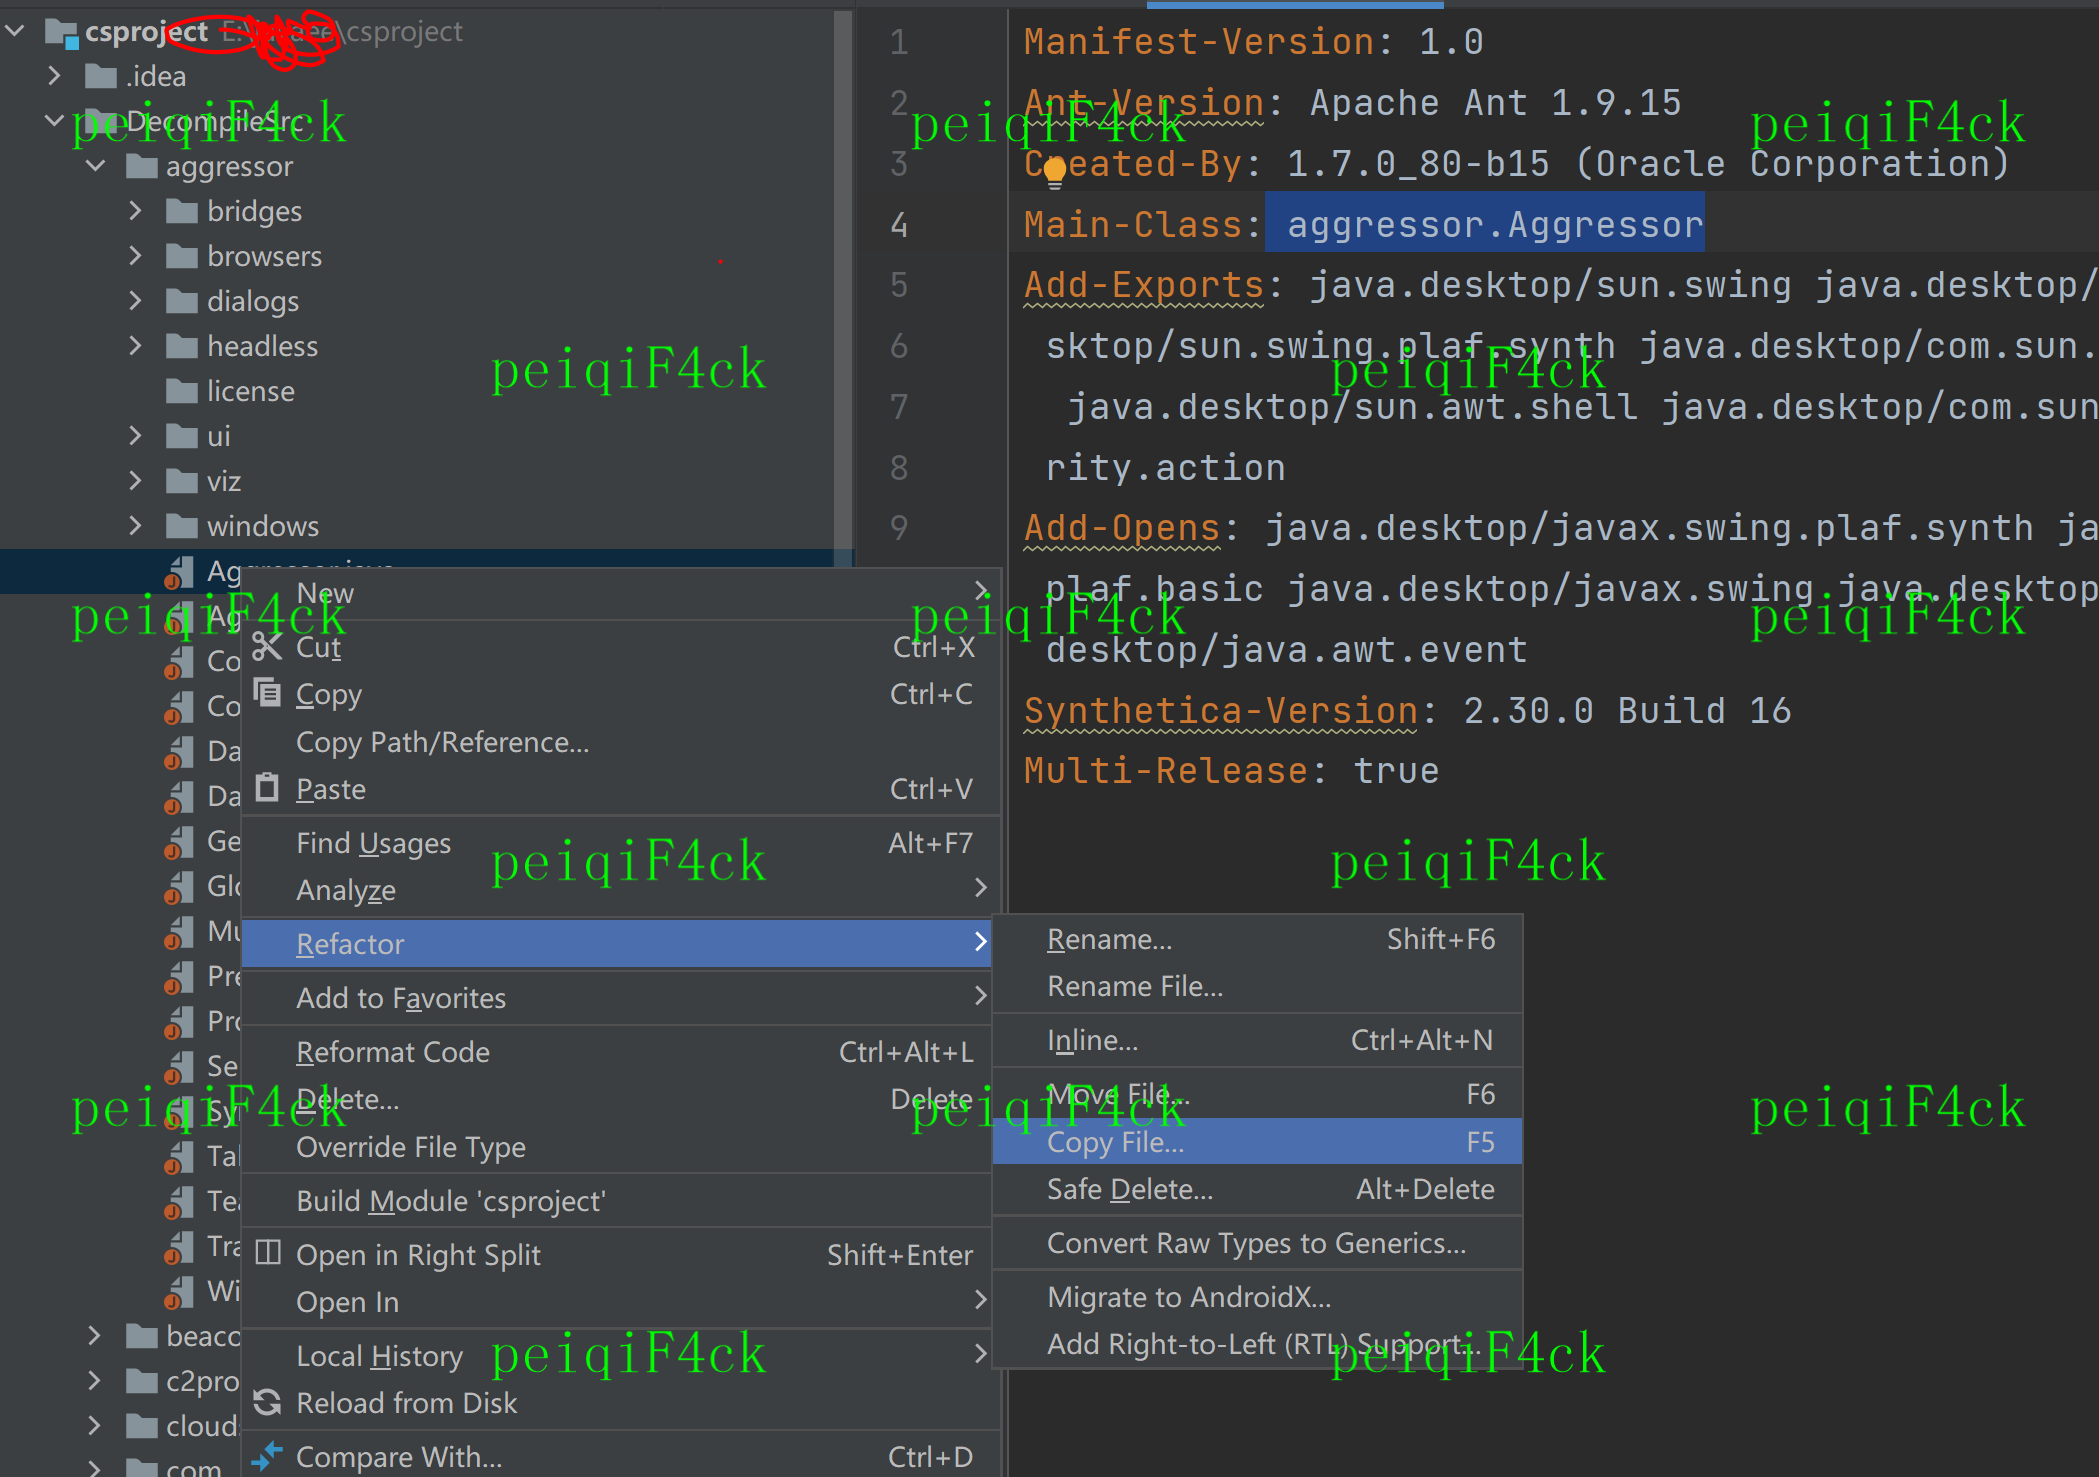 csproject
\csproject
.idea
DecompileSrc
aggressor
bridges
browsers
dialogs
headless
license
ui
viz
windows
Ag
Ag
Co
Co
Da
Da
Ge
Glo
Mu
Pre
Pro
Se
Sy
Tal
Tea
Tra
Wi
beaco
c2pro
cloud
com
New
Cut Ctrl+X
Copy Ctrl+C
Copy Path/Reference...
Paste Ctrl+V
Find Usages Alt+F7
Analyze
Refactor
Add to Favorites
Reformat Code Ctrl+Alt+L
Delete... Delete
Override File Type
Build Module 'csproject'
Open in Right Split Shift+Enter
Open In
Local History
Reload from Disk
Compare With... Ctrl+D
Rename... Shift+F6
Rename File...
Inline... Ctrl+Alt+N
Move File... F6
Copy File... F5
Safe Delete... Alt+Delete
Convert Raw Types to Generics...
Migrate to AndroidX...
Add Right-to-Left (RTL) Support...
1 Manifest-Version: 1.0
2 Ant-Version: Apache Ant 1.9.15
3 Created-By: 1.7.0_80-b15 (Oracle Corporation)
4 Main-Class: aggressor.Aggressor
5 Add-Exports: java.desktop/sun.swing java.desktop/
6 sktop/sun.swing.plaf.synth java.desktop/com.sun.
7 java.desktop/sun.awt.shell java.desktop/com.sun
8 rity.action
9 Add-Opens: java.desktop/javax.swing.plaf.synth ja
plaf.basic java.desktop/javax.swing java.desktop
desktop/java.awt.event
Synthetica-Version: 2.30.0 Build 16
Multi-Release: true
peiqiF4ck peiqiF4ck peiqiF4ck
peiqiF4ck peiqiF4ck
peiqiF4ck peiqiF4ck peiqiF4ck
peiqiF4ck peiqiF4ck
peiqiF4ck peiqiF4ck peiqiF4ck
peiqiF4ck peiqiF4ck